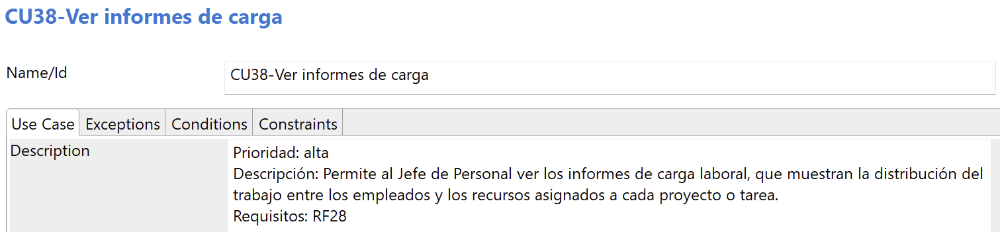 CU38-Ver informes de carga
Name/Id
CU38-Ver informes de carga
Use Case Exceptions Conditions Constraints
Description
Prioridad: alta
Descripción: Permite al Jefe de Personal ver los informes de carga laboral, que muestran la distribución del
trabajo entre los empleados y los recursos asignados a cada proyecto o tarea.
Requisitos: RF28